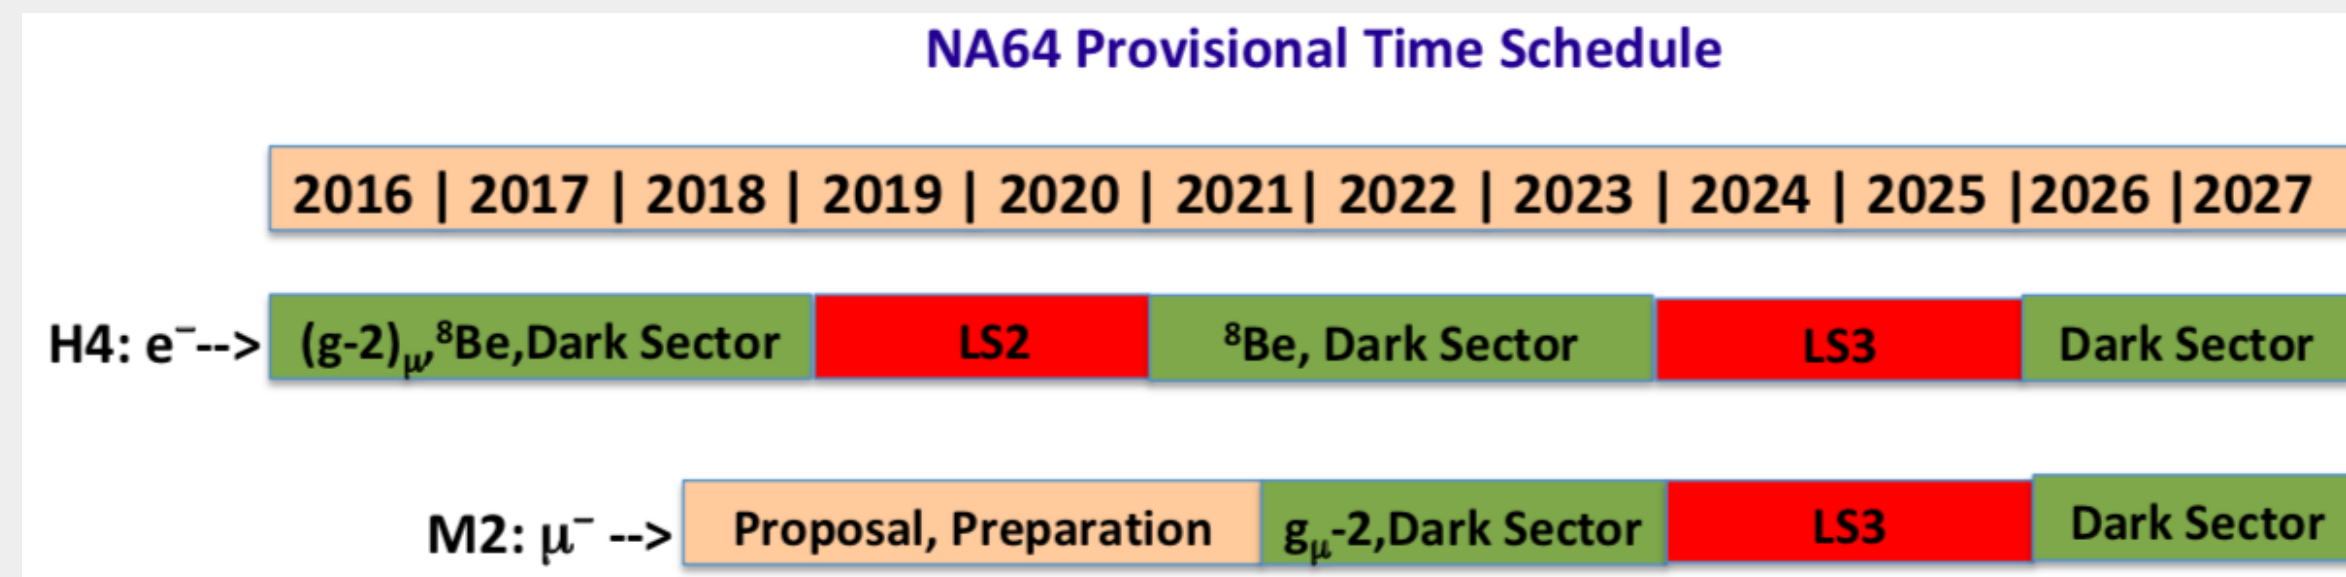 NA64 Provisional Time Schedule
2016 | 2017 | 2018 | 2019 | 2020 | 2021| 2022 | 2023 | 2024 | 2025 |2026 |2027
H4: e⁻--> (g-2)μ,⁸Be,Dark Sector LS2 ⁸Be, Dark Sector LS3 Dark Sector
M2: μ⁻ --> Proposal, Preparation gμ-2,Dark Sector LS3 Dark Sector